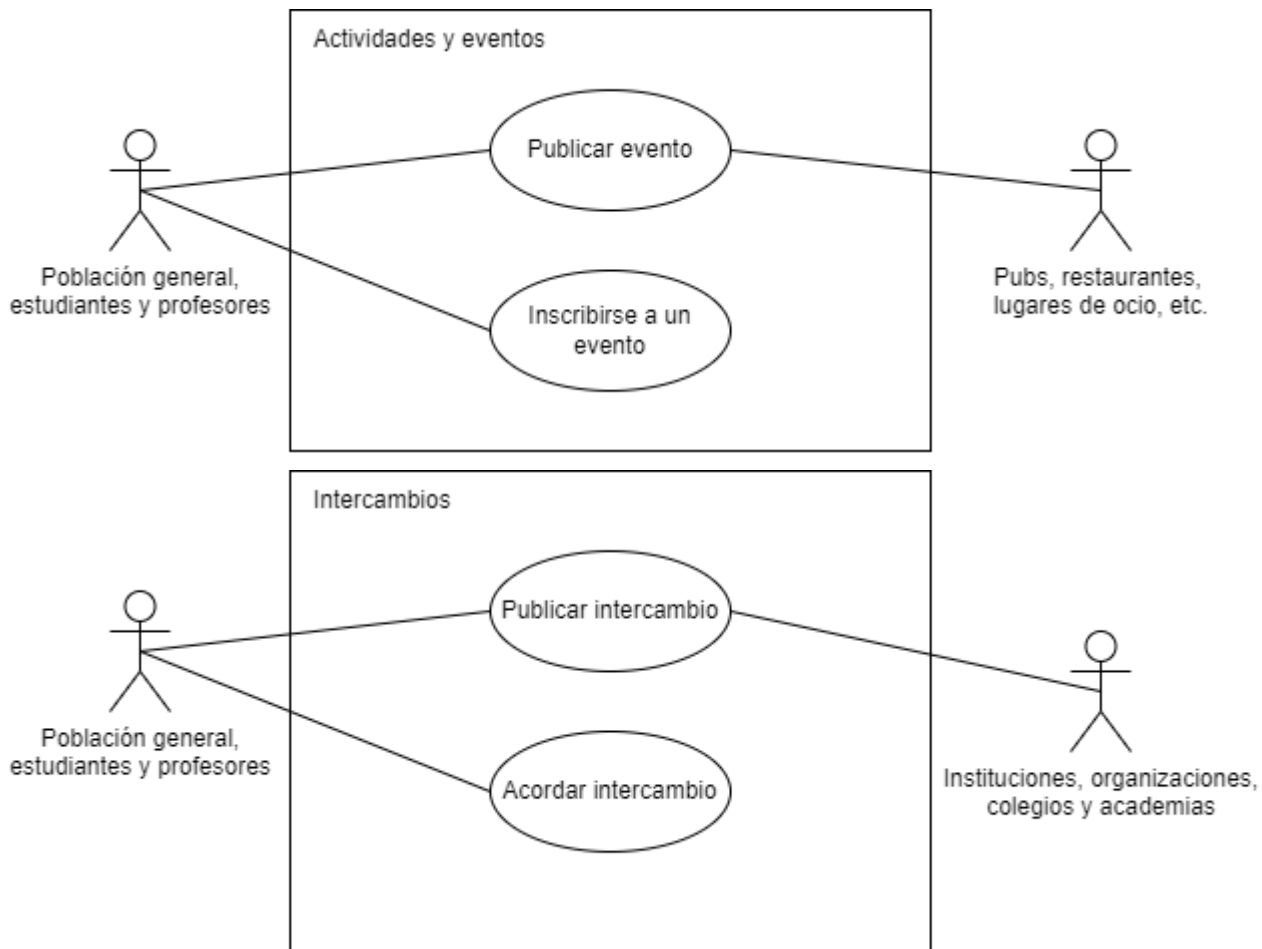 Actividades y eventos
Publicar evento
Población general,
estudiantes y profesores
Pubs, restaurantes,
lugares de ocio, etc.
Inscribirse a un
evento
Intercambios
Publicar intercambio
Población general,
estudiantes y profesores
Acordar intercambio
Instituciones, organizaciones,
colegios y academias